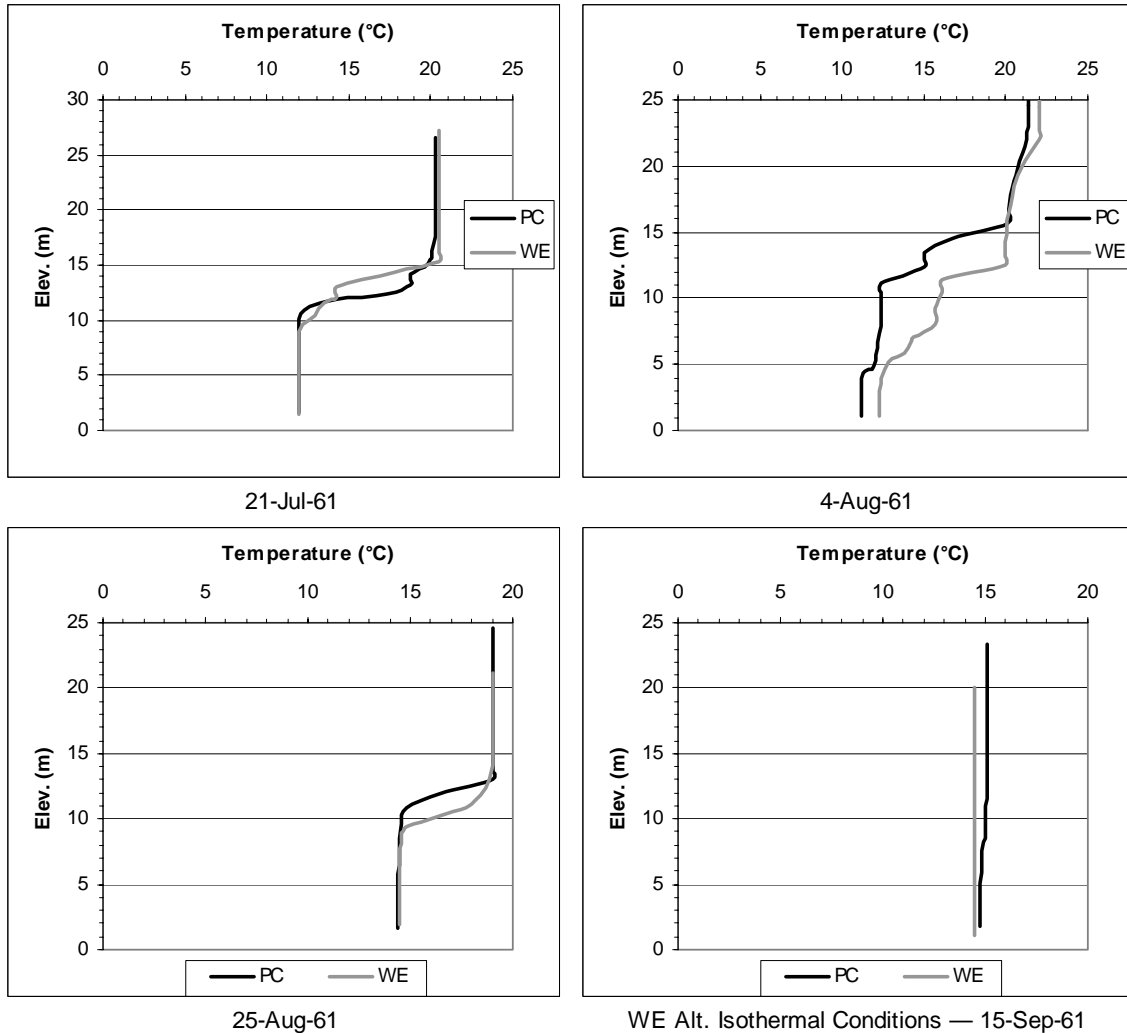 Temperature (°C)
0 5 10 15 20 25
30
25
20
15
10
5
0
Elev. (m)
PC
WE
21-Jul-61
Temperature (°C)
0 5 10 15 20 25
25
20
15
10
5
0
Elev. (m)
PC
WE
4-Aug-61
Temperature (°C)
0 5 10 15 20
25
20
15
10
5
0
Elev. (m)
PC WE
25-Aug-61
Temperature (°C)
0 5 10 15 20
25
20
15
10
5
0
Elev. (m)
PC WE
WE Alt. Isothermal Conditions — 15-Sep-61